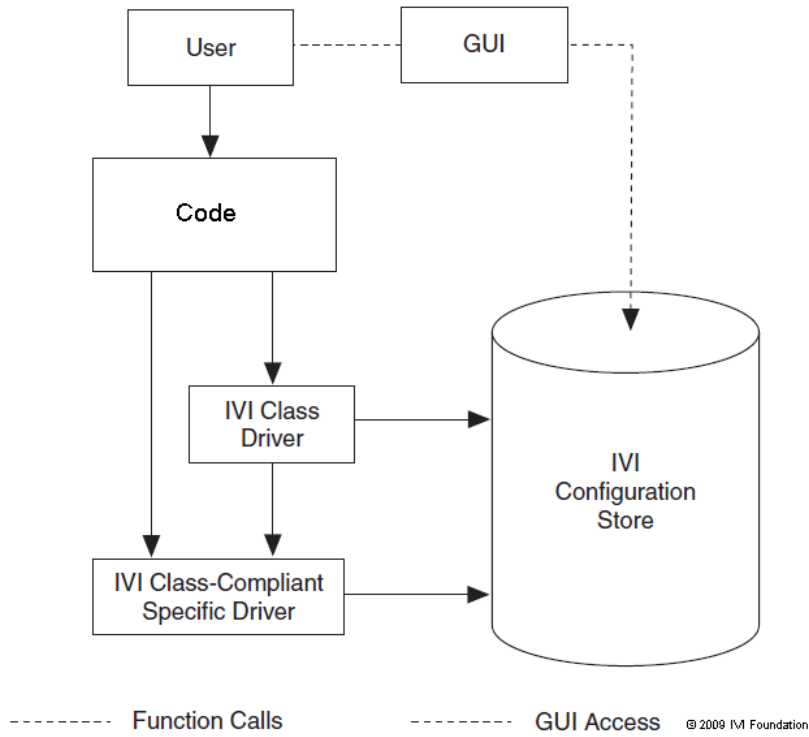 User
GUI
Code
IVI Class
Driver
IVI
Configuration
Store
IVI Class-Compliant
Specific Driver
Function Calls
GUI Access
© 2009 IVI Foundation